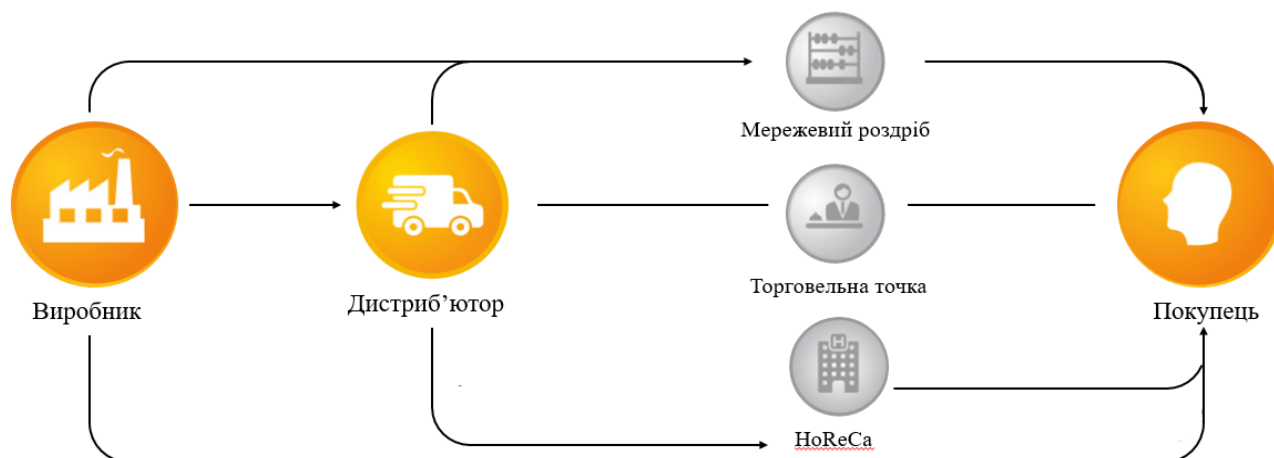 Мережевий роздріб
Торговельна точка
Виробник
Дистриб’ютор
Покупець
HoReCa